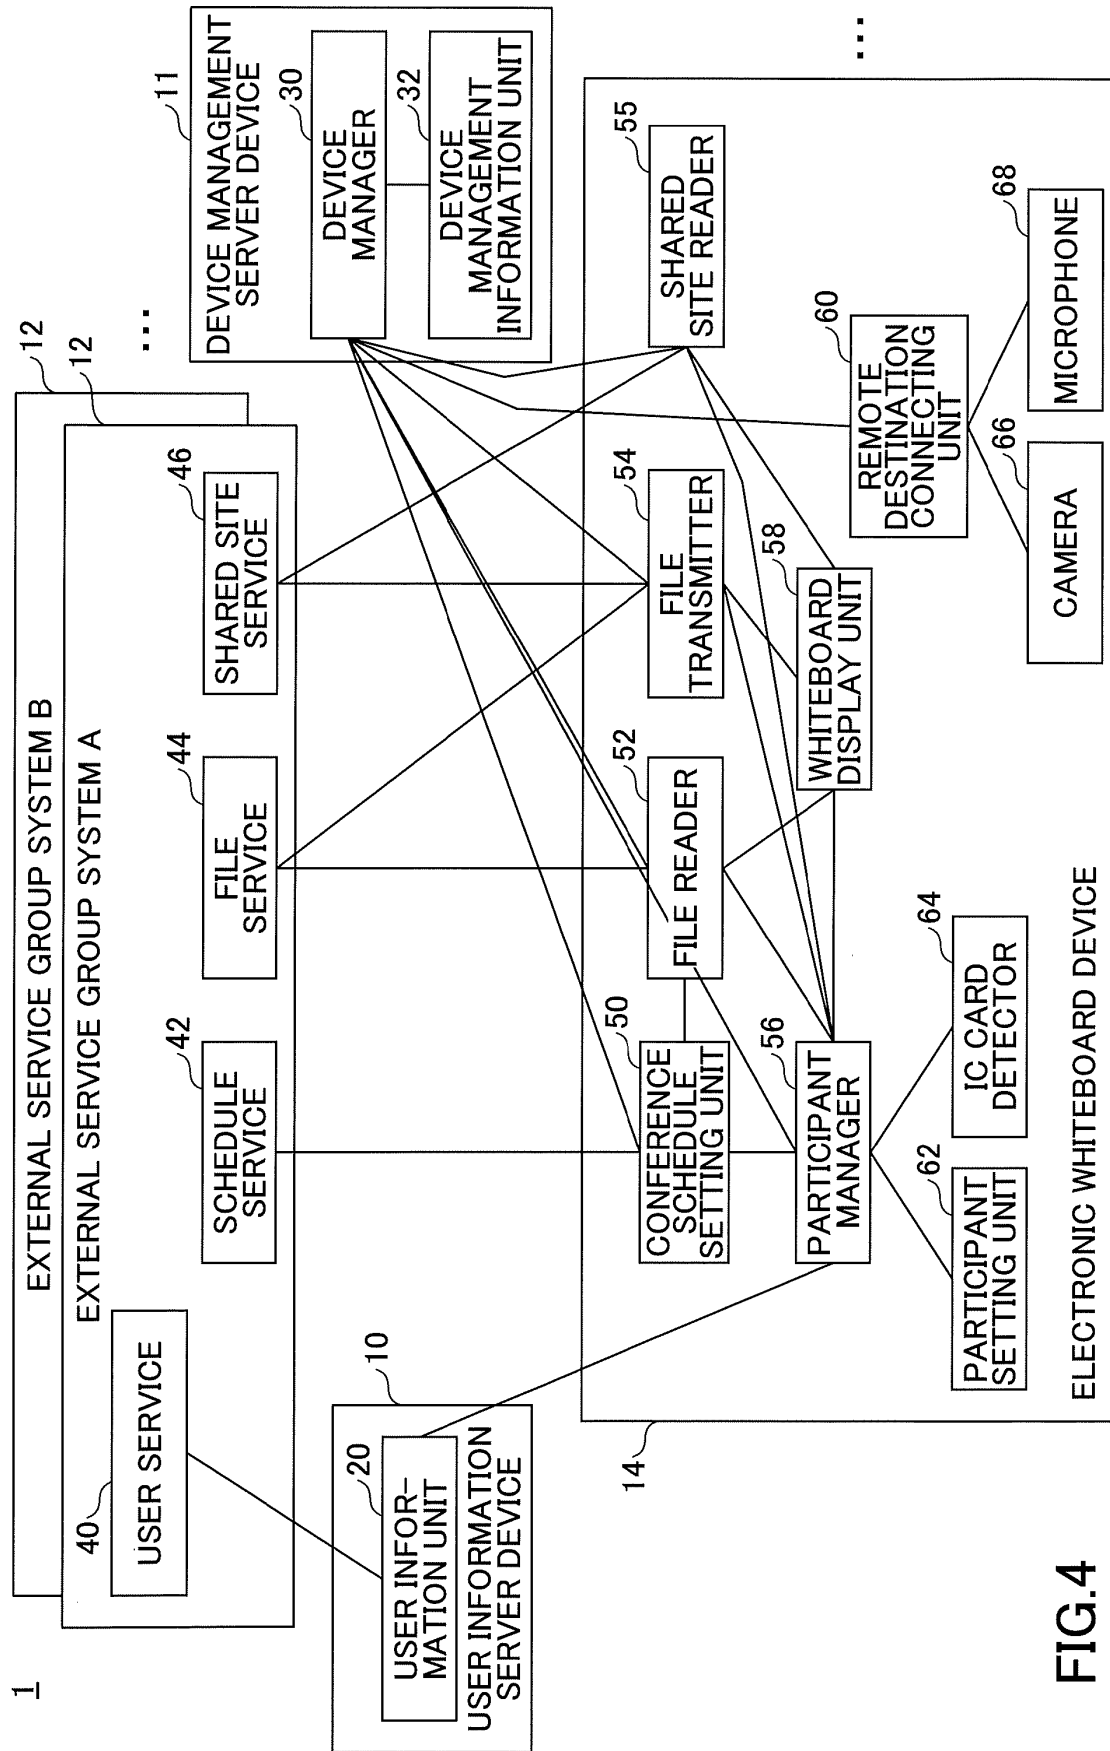 1
EXTERNAL SERVICE GROUP SYSTEM B
12
EXTERNAL SERVICE GROUP SYSTEM A
12
...
40
USER SERVICE
42
SCHEDULE
SERVICE
44
FILE
SERVICE
46
SHARED SITE
SERVICE
11
DEVICE MANAGEMENT
SERVER DEVICE
30
DEVICE
MANAGER
32
DEVICE
MANAGEMENT
INFORMATION UNIT
10
20
USER INFOR-
MATION UNIT
USER INFORMATION
SERVER DEVICE
...
14
50
CONFERENCE
SCHEDULE
SETTING UNIT
52
FILE READER
54
FILE
TRANSMITTER
55
SHARED
SITE READER
56
PARTICIPANT
MANAGER
58
WHITEBOARD
DISPLAY UNIT
60
REMOTE
DESTINATION
CONNECTING
UNIT
62
PARTICIPANT
SETTING UNIT
64
IC CARD
DETECTOR
66
CAMERA
68
MICROPHONE
ELECTRONIC WHITEBOARD DEVICE
FIG.4